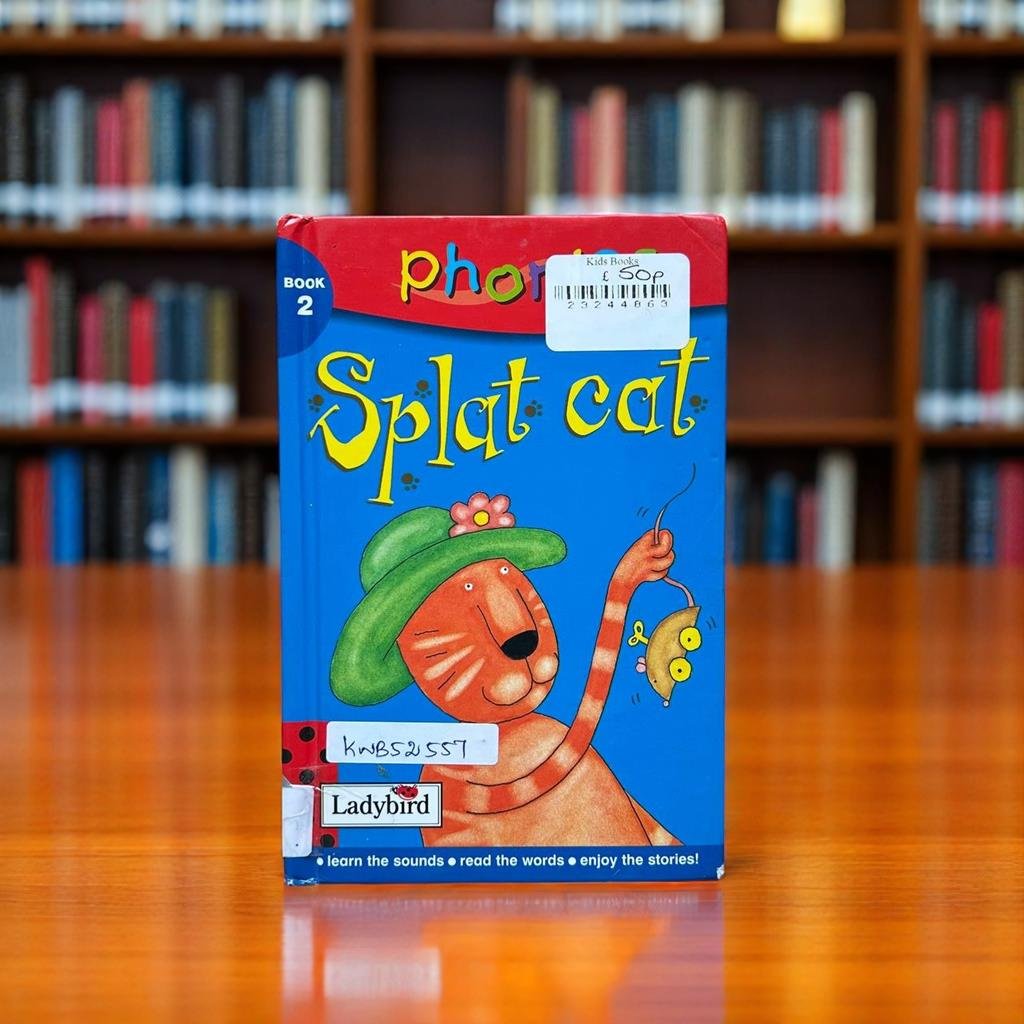 BOOK
2
Kids Books
£ 50p
23244863
Splat cat
KWB52557
Ladybird
• learn the sounds • read the words • enjoy the stories!